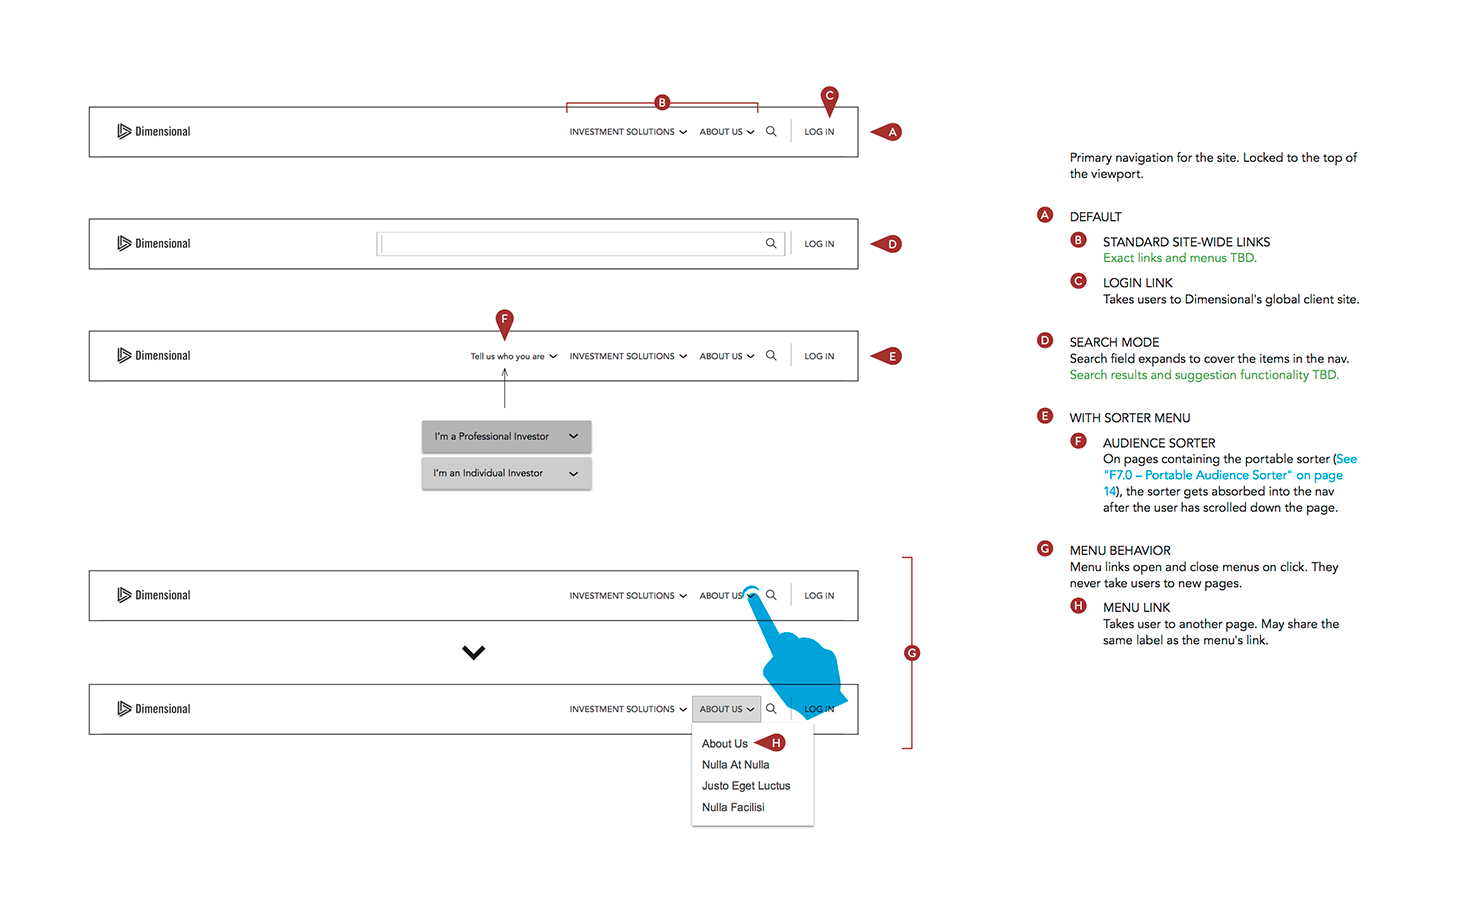 B
C
Dimensional
INVESTMENT SOLUTIONS
ABOUT US
LOG IN
A
Dimensional
LOG IN
D
F
Dimensional
Tell us who you are
INVESTMENT SOLUTIONS
ABOUT US
LOG IN
E
I'm a Professional Investor
I'm an Individual Investor
Dimensional
INVESTMENT SOLUTIONS
ABOUT US
LOG IN
G
Dimensional
INVESTMENT SOLUTIONS
ABOUT US
LOG IN
About Us
H
Nulla At Nulla
Justo Eget Luctus
Nulla Facilisi
Primary navigation for the site. Locked to the top of
the viewport.
A DEFAULT
B STANDARD SITE-WIDE LINKS
Exact links and menus TBD.
C LOGIN LINK
Takes users to Dimensional's global client site.
D SEARCH MODE
Search field expands to cover the items in the nav.
Search results and suggestion functionality TBD.
E WITH SORTER MENU
F AUDIENCE SORTER
On pages containing the portable sorter (See
"F7.0 – Portable Audience Sorter" on page
14), the sorter gets absorbed into the nav
after the user has scrolled down the page.
G MENU BEHAVIOR
Menu links open and close menus on click. They
never take users to new pages.
H MENU LINK
Takes user to another page. May share the
same label as the menu's link.